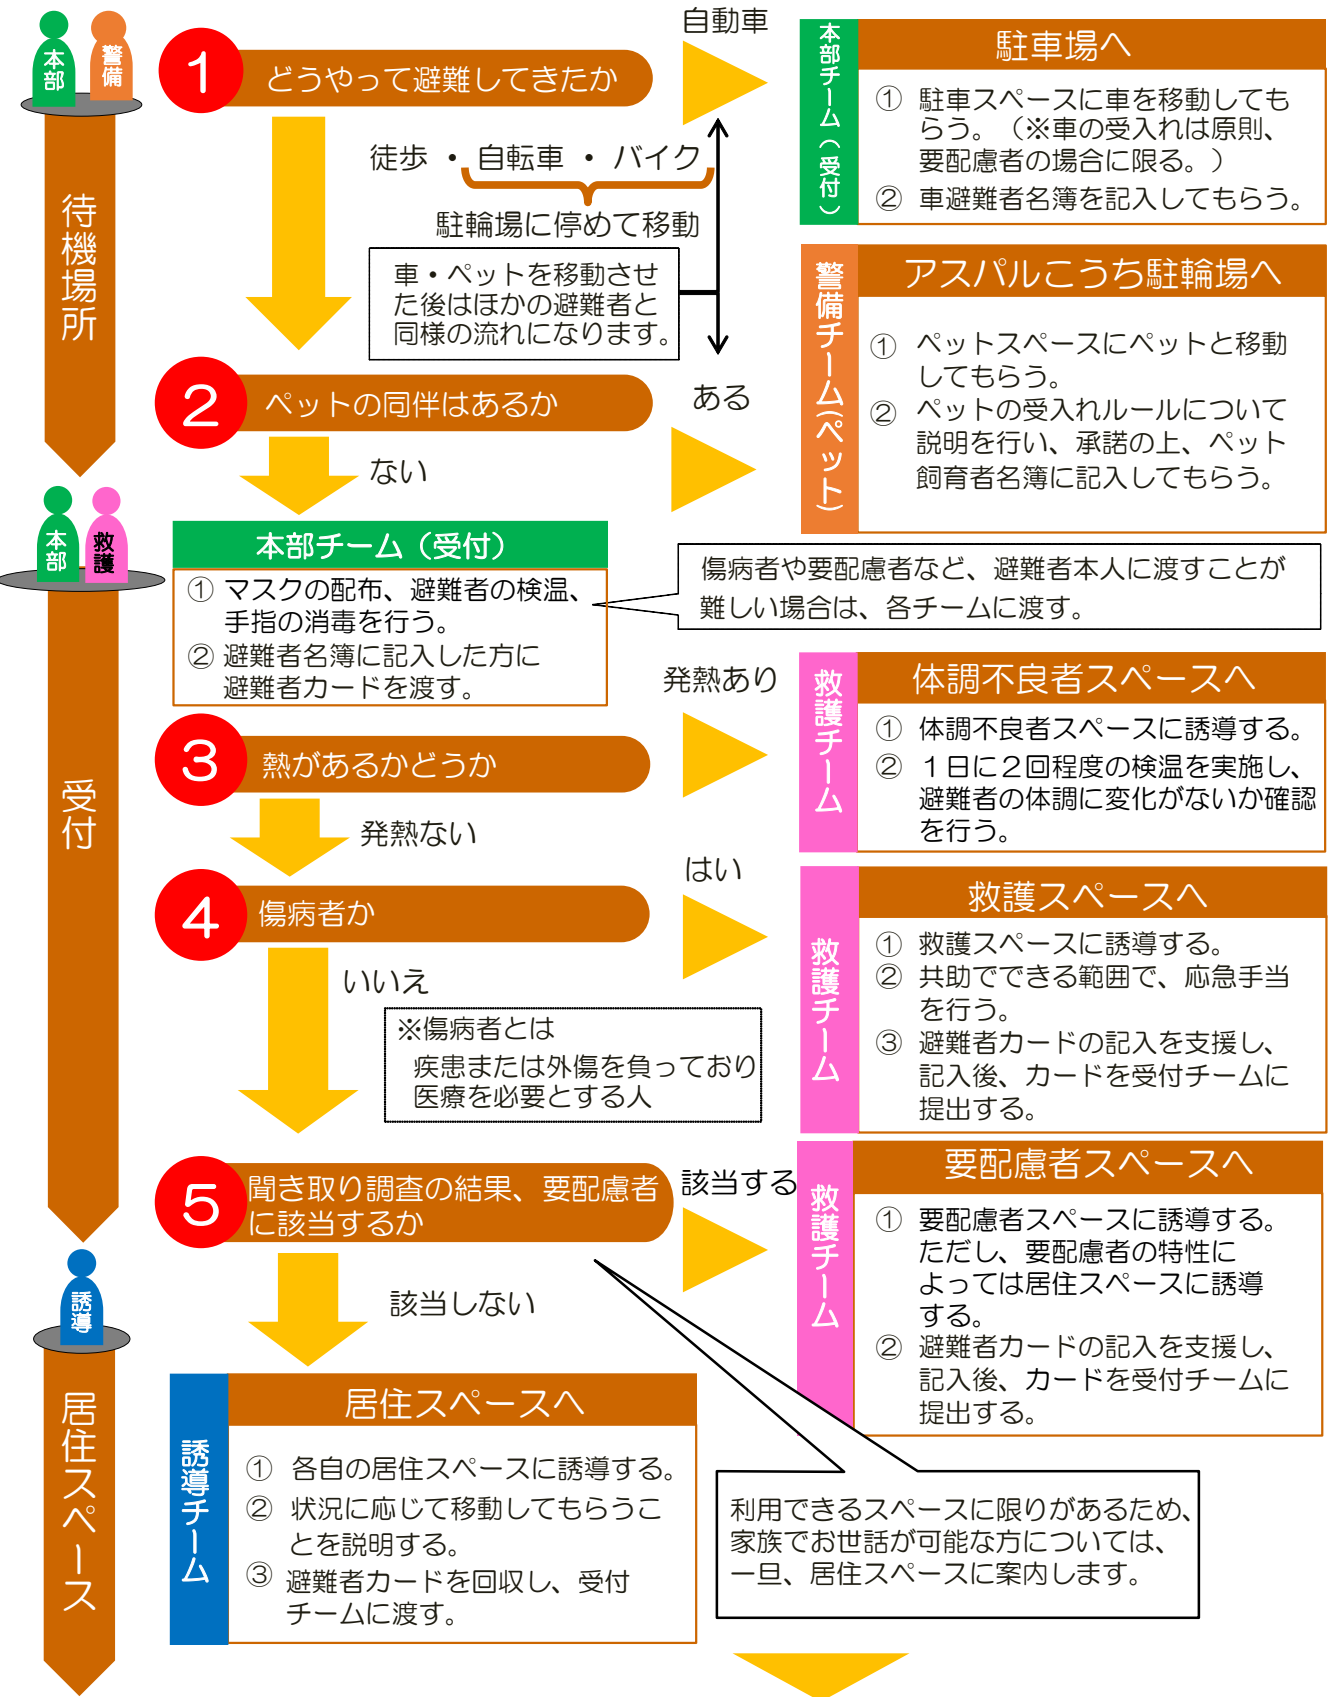 本部
警備
待機場所
1
どうやって避難してきたか
自動車
徒歩 ・ 自転車 ・ バイク
駐輪場に停めて移動
車・ペットを移動させ
た後はほかの避難者と
同様の流れになります。
本部チーム（受付）
駐車場へ
① 駐車スペースに車を移動しても
らう。（※車の受入れは原則、
要配慮者の場合に限る。）
② 車避難者名簿を記入してもらう。
2
ペットの同伴はあるか
ある
ない
警備チーム(ペット)
アスパルこうち駐輪場へ
① ペットスペースにペットと移動
してもらう。
② ペットの受入れルールについて
説明を行い、承諾の上、ペット
飼育者名簿に記入してもらう。
本部
救護
受付
本部チーム（受付）
① マスクの配布、避難者の検温、
手指の消毒を行う。
② 避難者名簿に記入した方に
避難者カードを渡す。
傷病者や要配慮者など、避難者本人に渡すことが
難しい場合は、各チームに渡す。
3
熱があるかどうか
発熱あり
発熱ない
救護チーム
体調不良者スペースへ
① 体調不良者スペースに誘導する。
② １日に２回程度の検温を実施し、
避難者の体調に変化がないか確認
を行う。
4
傷病者か
はい
いいえ
※傷病者とは
疾患または外傷を負っており
医療を必要とする人
救護チーム
救護スペースへ
① 救護スペースに誘導する。
② 共助でできる範囲で、応急手当
を行う。
③ 避難者カードの記入を支援し、
記入後、カードを受付チームに
提出する。
5
聞き取り調査の結果、要配慮者
に該当するか
該当する
該当しない
救護チーム
要配慮者スペースへ
① 要配慮者スペースに誘導する。
ただし、要配慮者の特性に
よっては居住スペースに誘導
する。
② 避難者カードの記入を支援し、
記入後、カードを受付チームに
提出する。
誘導
居住スペース
誘導チーム
居住スペースへ
① 各自の居住スペースに誘導する。
② 状況に応じて移動してもらうこ
とを説明する。
③ 避難者カードを回収し、受付
チームに渡す。
利用できるスペースに限りがあるため、
家族でお世話が可能な方については、
一旦、居住スペースに案内します。